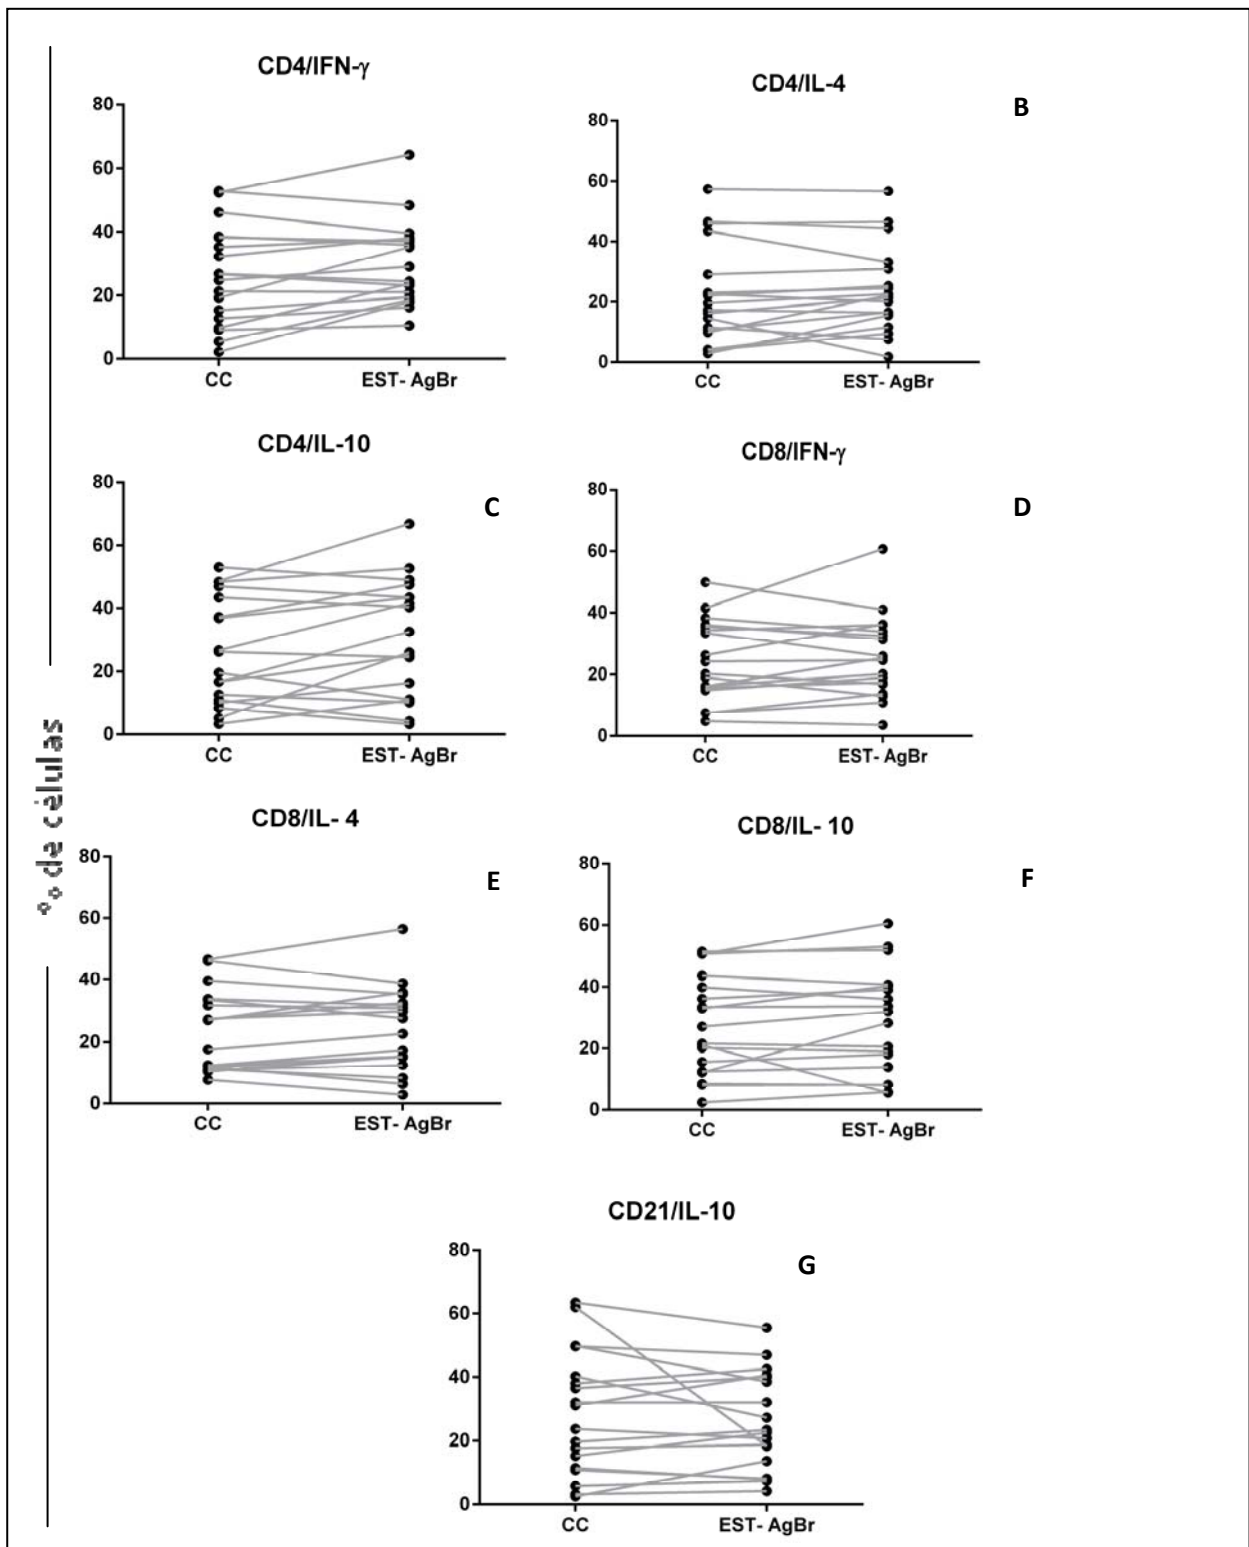 CD4/IFN-γ
80
60
40
20
0
CC EST- AgBr
CD4/IL-4
B
80
60
40
20
0
CC EST- AgBr
CD4/IL-10
C
80
60
40
20
0
CC EST- AgBr
CD8/IFN-γ
D
80
60
40
20
0
CC EST- AgBr
% de células
CD8/IL- 4
E
80
60
40
20
0
CC EST- AgBr
CD8/IL- 10
F
80
60
40
20
0
CC EST- AgBr
CD21/IL-10
G
80
60
40
20
0
CC EST- AgBr